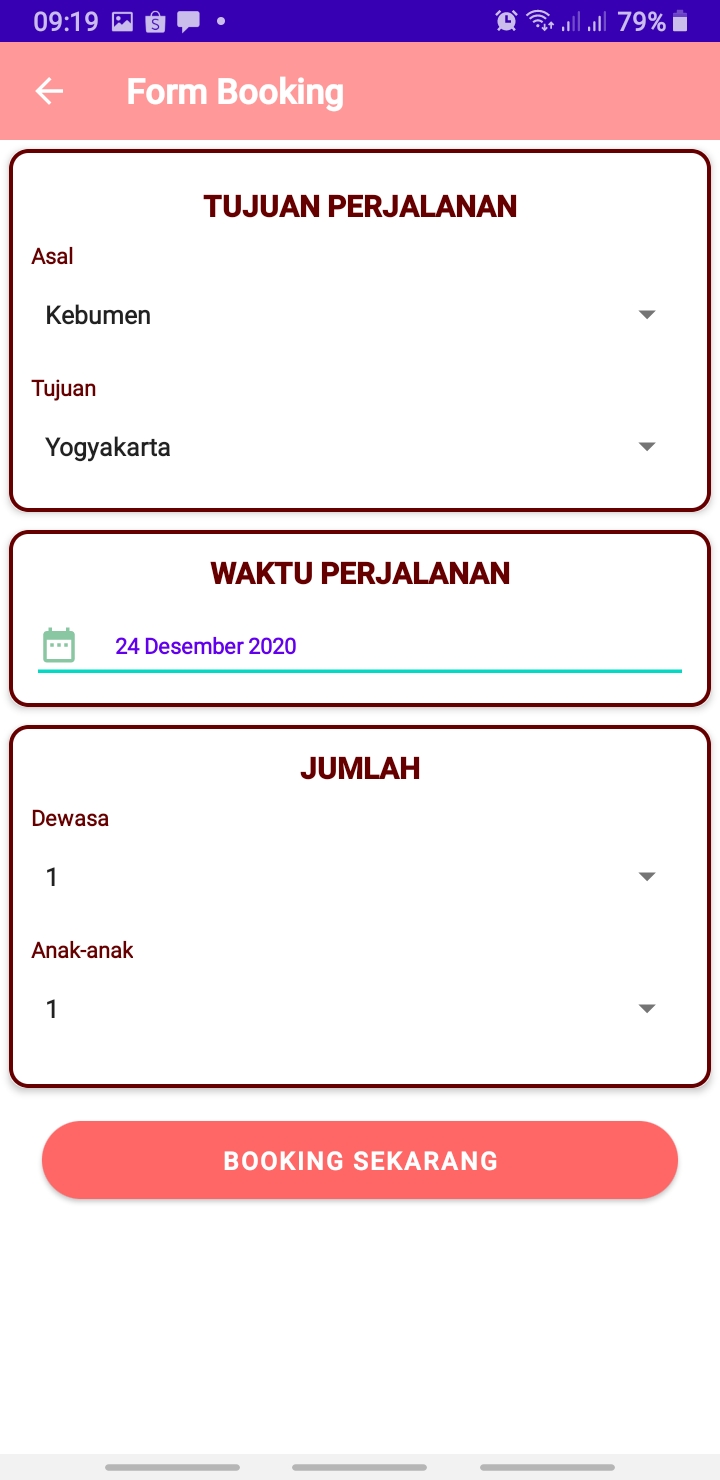 09:19
79%
Form Booking
TUJUAN PERJALANAN
Asal
Kebumen
Tujuan
Yogyakarta
WAKTU PERJALANAN
24 Desember 2020
JUMLAH
Dewasa
1
Anak-anak
1
BOOKING SEKARANG